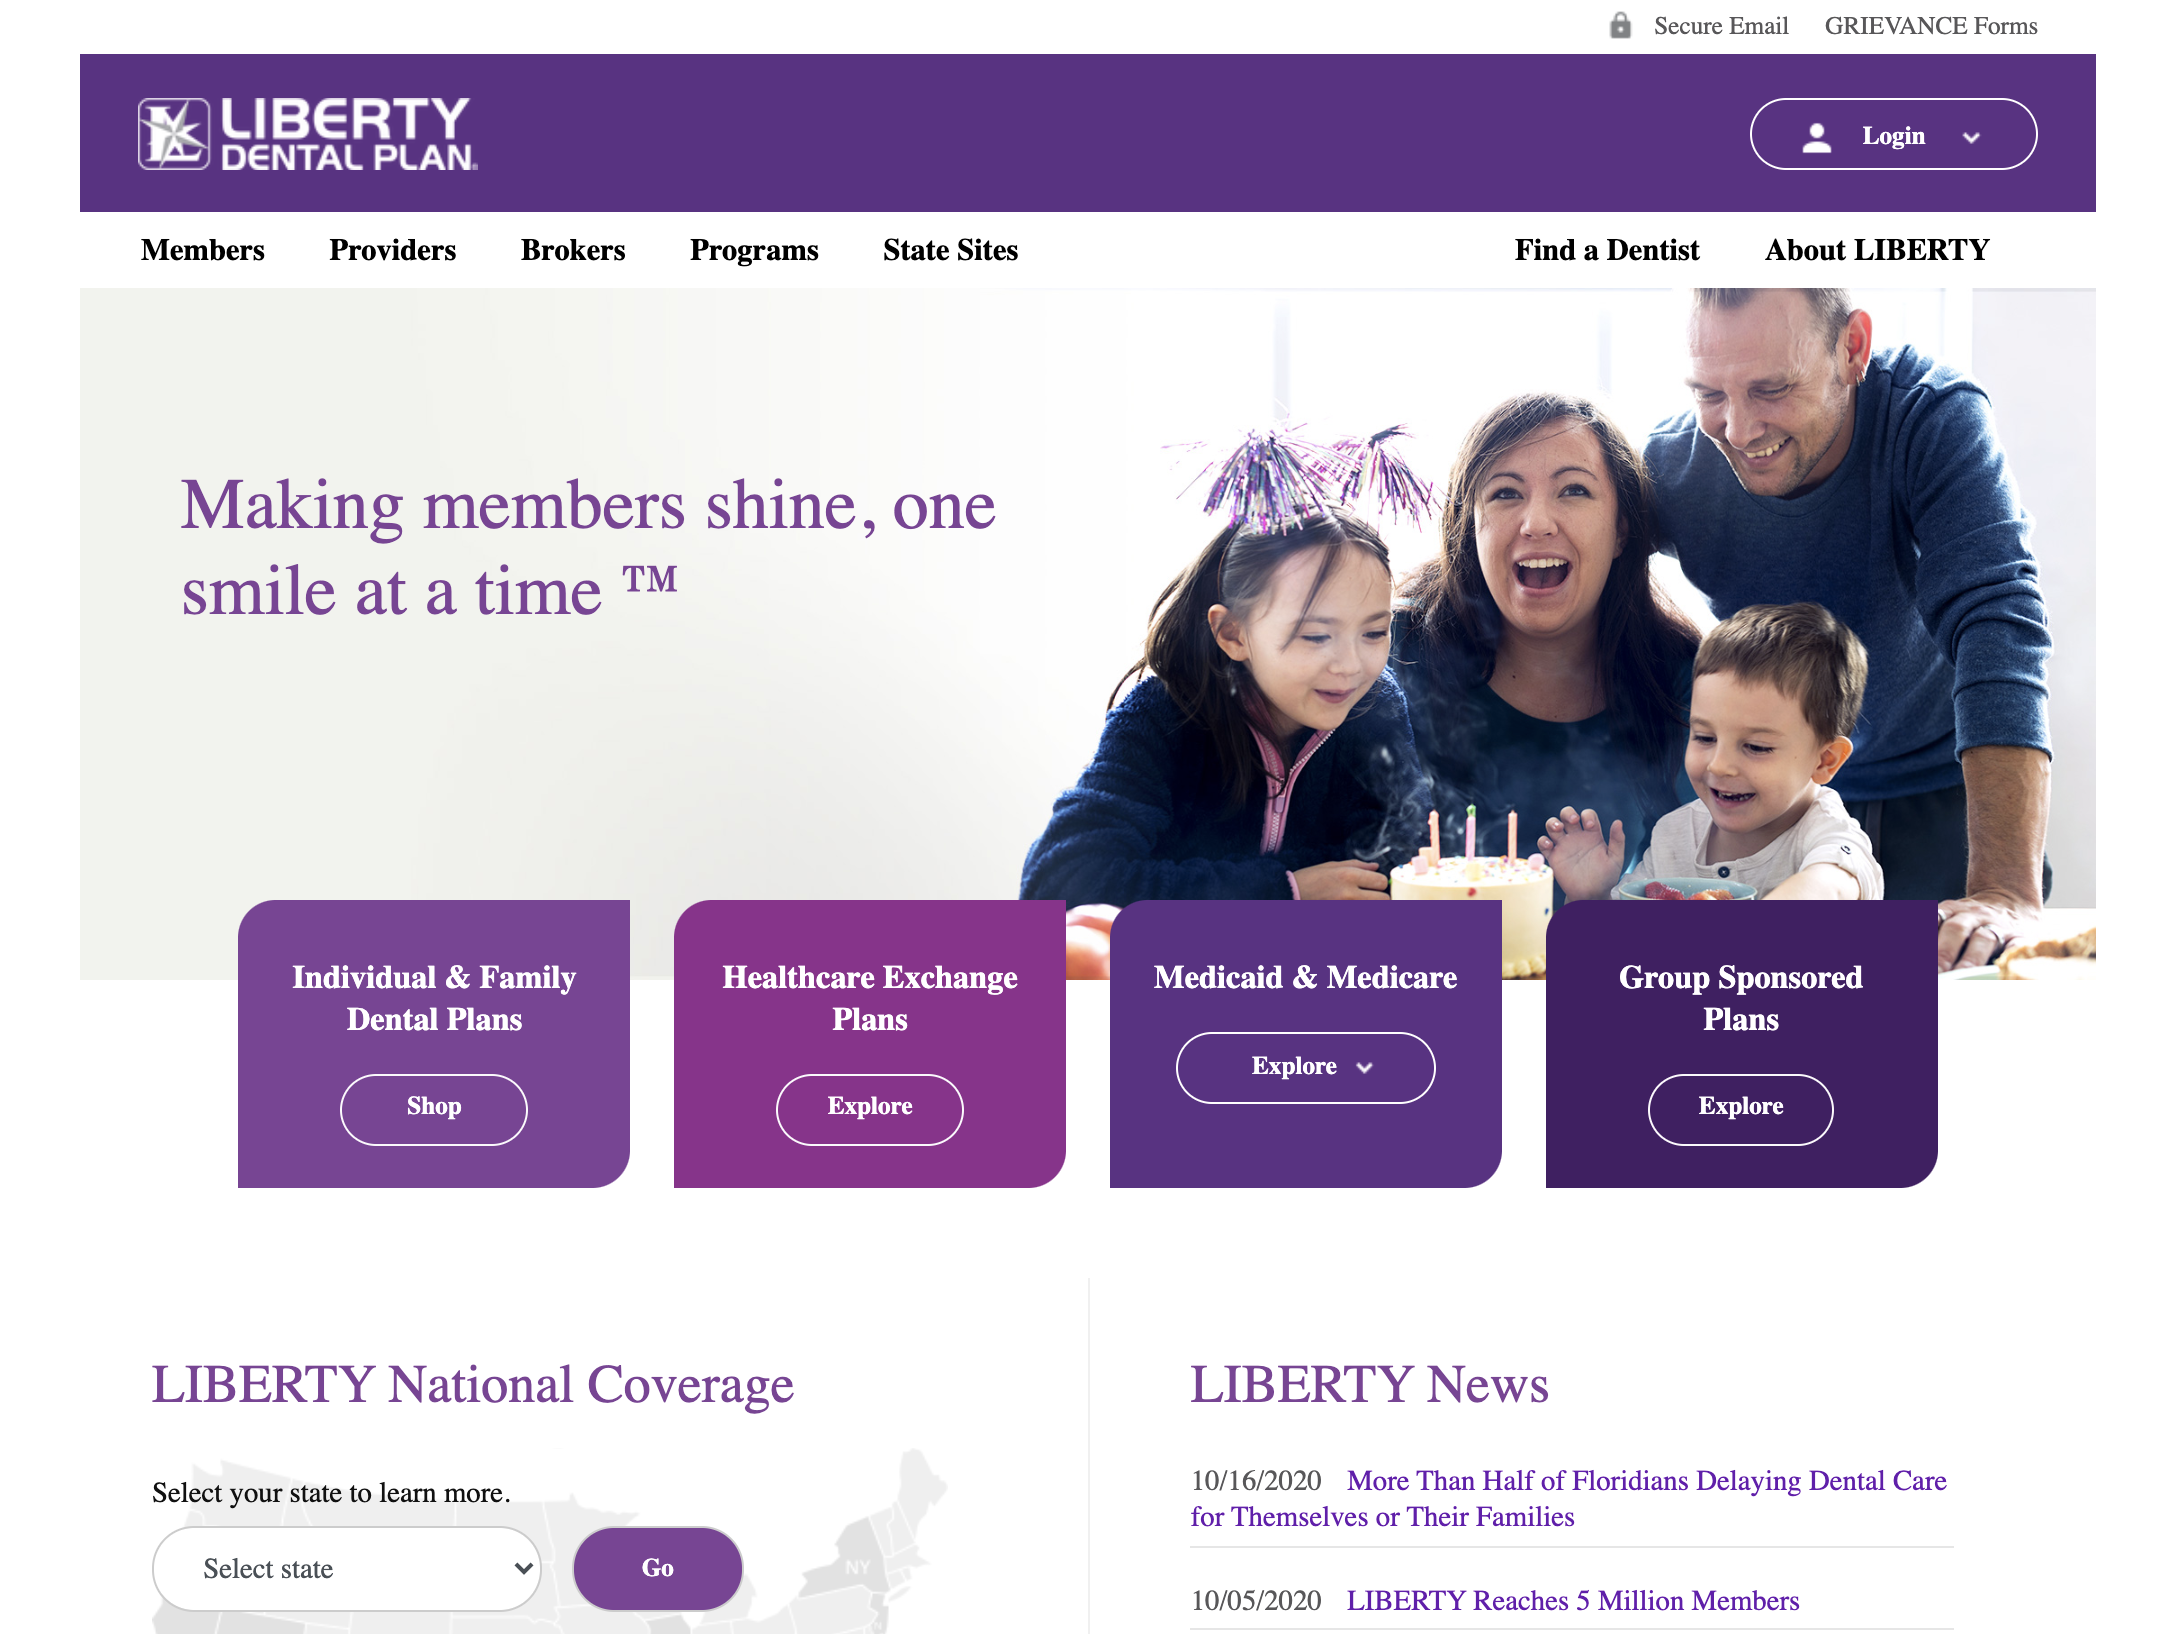 Secure Email GRIEVANCE Forms
LIBERTY
DENTAL PLAN®
Login
Members Providers Brokers Programs State Sites Find a Dentist About LIBERTY
Making members shine, one
smile at a time ™
Individual & Family
Dental Plans
Shop
Healthcare Exchange
Plans
Explore
Medicaid & Medicare
Explore
Group Sponsored
Plans
Explore
LIBERTY National Coverage
Select your state to learn more.
Select state
Go
NY
LIBERTY News
10/16/2020 More Than Half of Floridians Delaying Dental Care
for Themselves or Their Families
10/05/2020 LIBERTY Reaches 5 Million Members